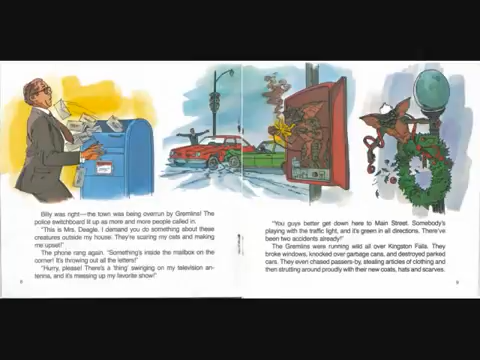 Billy was right—the town was being overrun by Gremlins! The
police switchboard lit up as more and more people called in.
"This is Mrs. Deagle. I demand you do something about these
creatures outside my house. They're scaring my cats and making
me upset!"
The phone rang again. "Something's inside the mailbox on the
corner! It's throwing out all the letters!"
"Hurry, please! There's a 'thing' swinging on my television an-
tenna, and it's messing up my favorite show!"
8
"You guys better get down here to Main Street. Somebody's
playing with the traffic light, and it's green in all directions. There've
been two accidents already!"
The Gremlins were running wild all over Kingston Falls. They
broke windows, knocked over garbage cans, and destroyed parked
cars. They even chased passers-by, stealing articles of clothing and
then strutting around proudly with their new coats, hats and scarves.
9